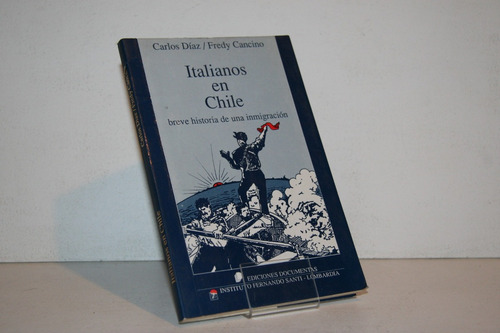 Carlos Díaz / Fredy Cancino
Italianos
en
Chile
breve historia de una inmigración
EDICIONES DOCUMENTAS
INSTITUTO FERNANDO SANTI - LOMBARDIA